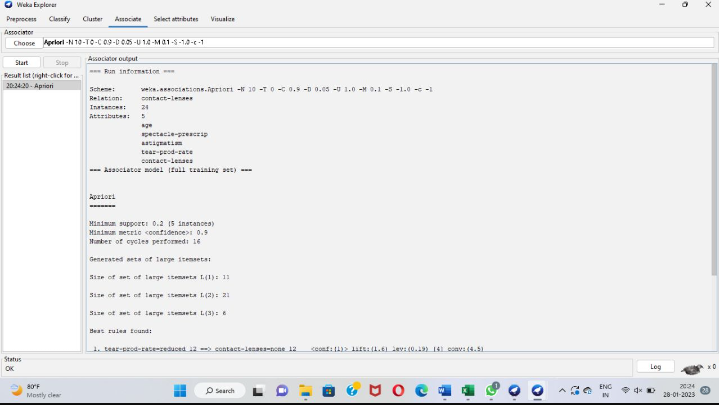 Weka Explorer
Preprocess Classify Cluster Associate Select attributes Visualize
Associator
Choose Apriori -N 10 -T 0 -C 0.9 -D 0.05 -U 1.0 -M 0.1 -S -1.0 -c -1
Start Stop
Result list (right-click for ...
20:24:20 - Apriori
Associator output
=== Run information ===
Scheme: weka.associations.Apriori -N 10 -T 0 -C 0.9 -D 0.05 -U 1.0 -M 0.1 -S -1.0 -c -1
Relation: contact-lenses
Instances: 24
Attributes: 5
age
spectacle-prescrip
astigmatism
tear-prod-rate
contact-lenses
=== Associator model (full training set) ===
Apriori
=======
Minimum support: 0.2 (5 instances)
Minimum metric <confidence>: 0.9
Number of cycles performed: 16
Generated sets of large itemsets:
Size of set of large itemsets L(1): 11
Size of set of large itemsets L(2): 21
Size of set of large itemsets L(3): 6
Best rules found:
1. tear-prod-rate=reduced 12 ==> contact-lenses=none 12 <conf:(1)> lift:(1.6) lev:(0.19) [4] conv:(4.5)
Status
OK
Log x 0
80°F
Mostly clear
Search
1
ENG
IN
20:24
28-01-2023